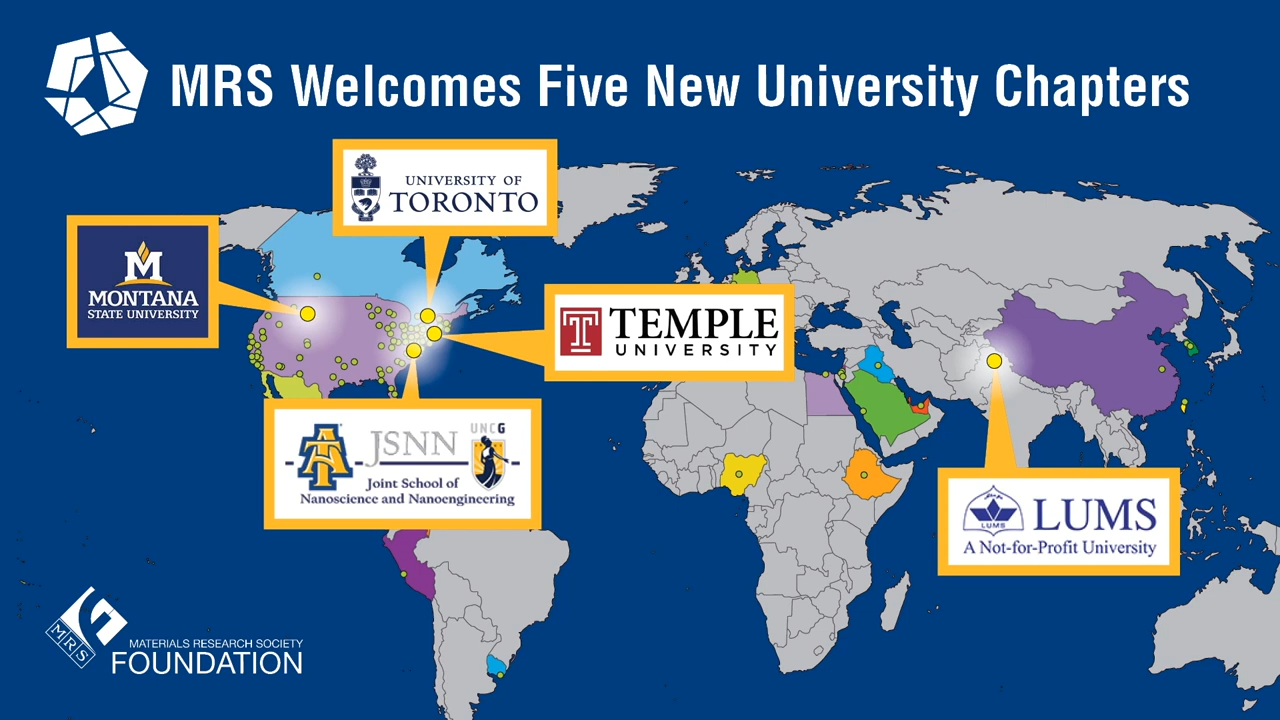 MRS Welcomes Five New University Chapters
UNIVERSITY OF
TORONTO
M
MONTANA
STATE UNIVERSITY
T
TEMPLE
UNIVERSITY
AT
JSNN
UNCG
Joint School of
Nanoscience and Nanoengineering
LUMS
LUMS
A Not-for-Profit University
MRS
MATERIALS RESEARCH SOCIETY
FOUNDATION